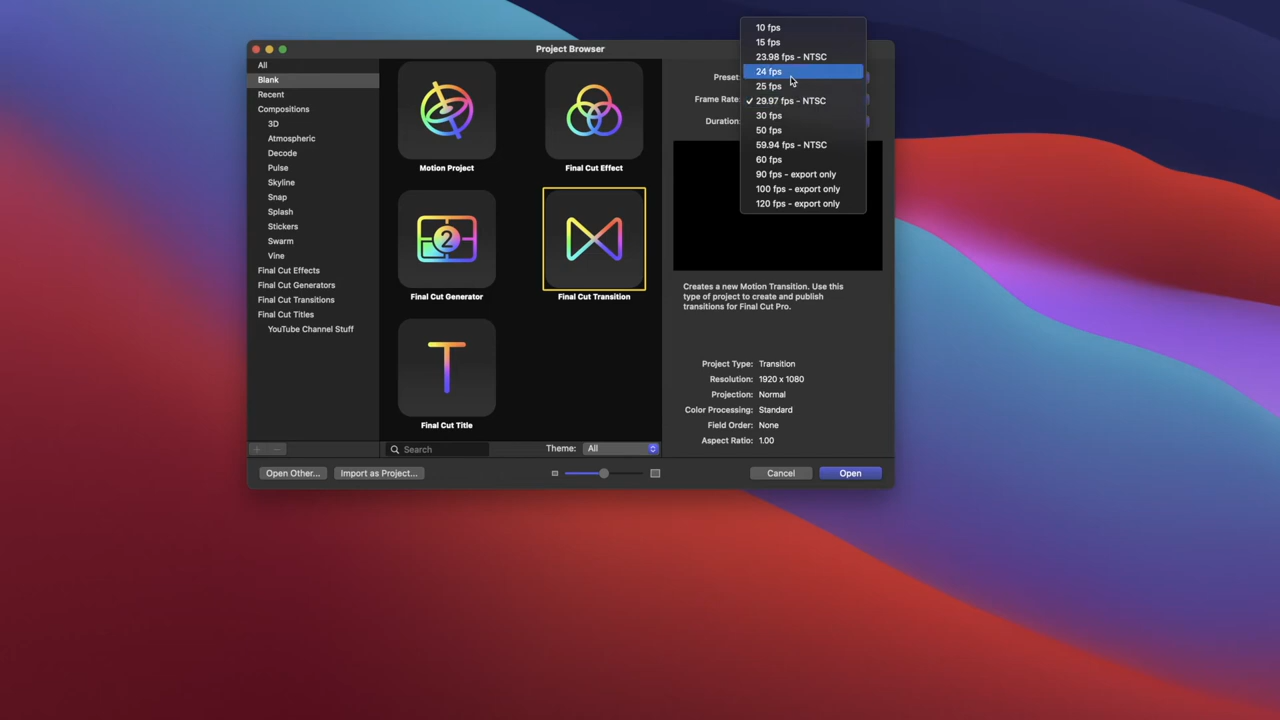 Project Browser
All
Blank
Recent
Compositions
3D
Atmospheric
Decode
Pulse
Skyline
Snap
Splash
Stickers
Swarm
Vine
Final Cut Effects
Final Cut Generators
Final Cut Transitions
Final Cut Titles
YouTube Channel Stuff
Motion Project
Final Cut Effect
2
Final Cut Generator
Final Cut Transition
T
Final Cut Title
Search
Theme: All
Open Other...
Import as Project...
Preset:
Frame Rate:
Duration:
10 fps
15 fps
23.98 fps - NTSC
24 fps
25 fps
✓ 29.97 fps - NTSC
30 fps
50 fps
59.94 fps - NTSC
60 fps
90 fps - export only
100 fps - export only
120 fps - export only
Creates a new Motion Transition. Use this
type of project to create and publish
transitions for Final Cut Pro.
Project Type: Transition
Resolution: 1920 x 1080
Projection: Normal
Color Processing: Standard
Field Order: None
Aspect Ratio: 1.00
Cancel
Open